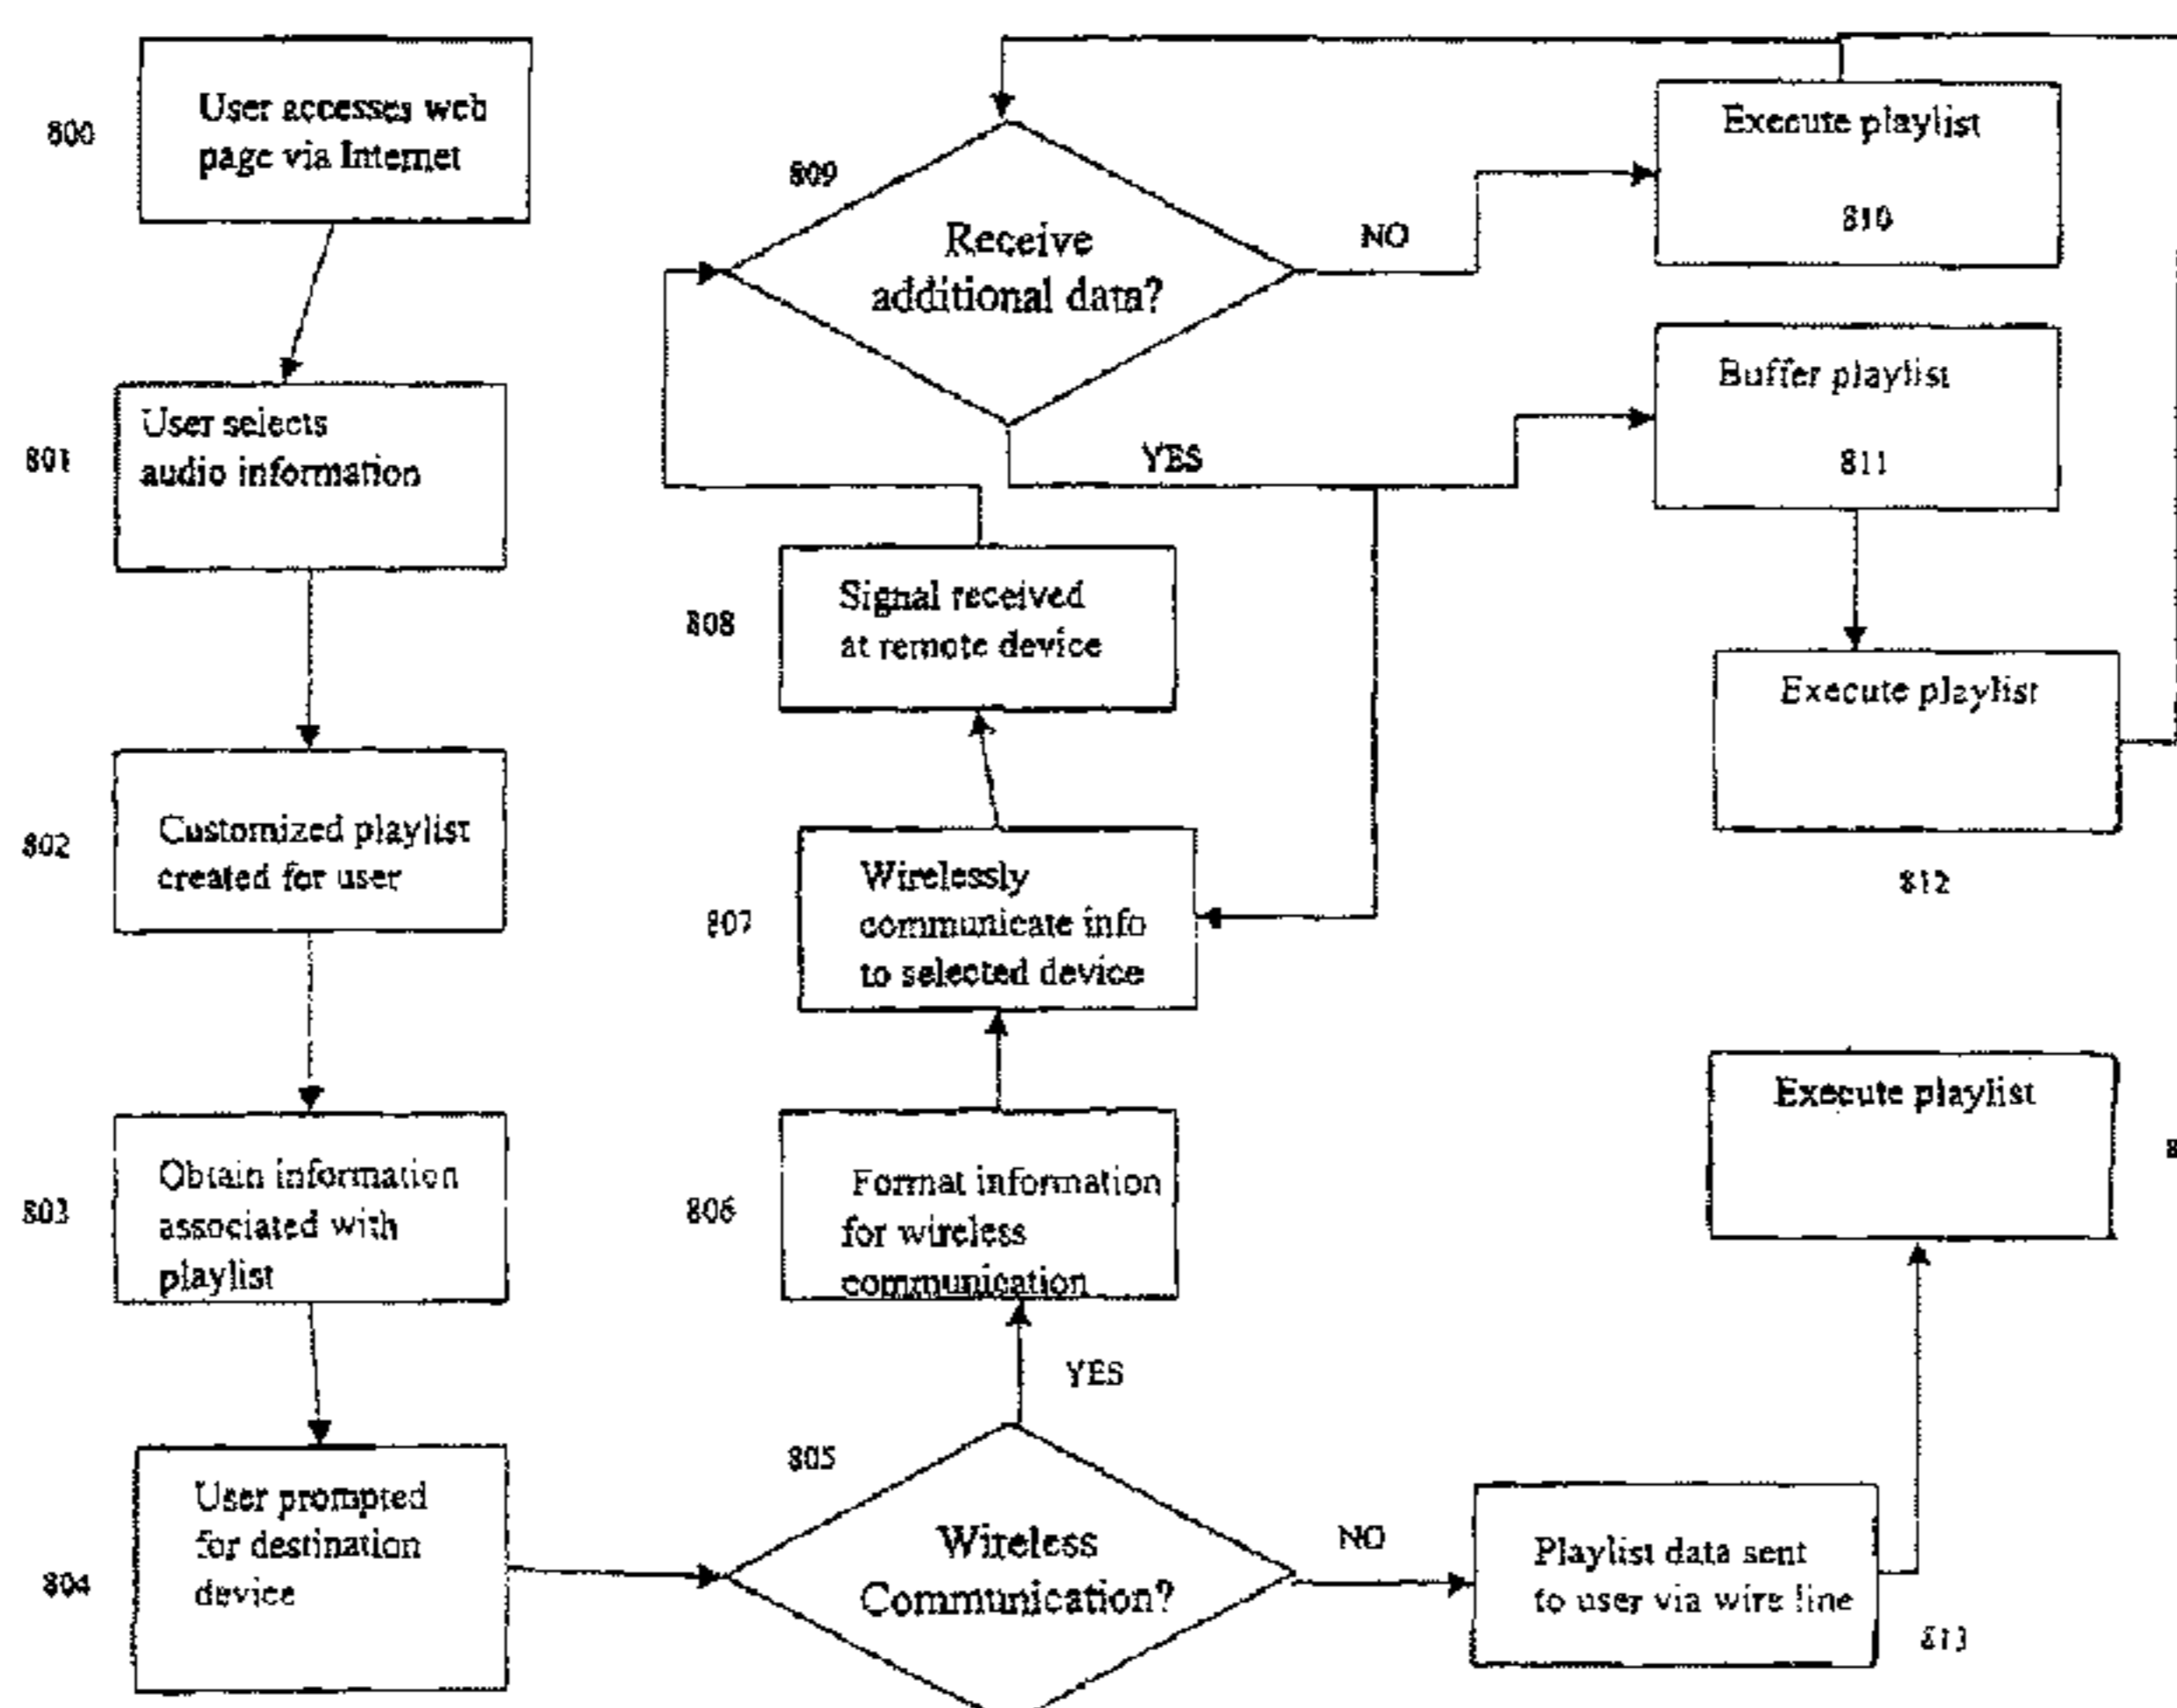 800
User accesses web
page via Internet
801
User selects
audio information
802
Customized playlist
created for user
803
Obtain information
associated with
playlist
804
User prompted
for destination
device
805
Wireless
Communication?
YES
NO
806
Format information
for wireless
communication
807
Wirelessly
communicate info
to selected device
808
Signal received
at remote device
809
Receive
additional data?
NO
YES
Execute playlist
810
Buffer playlist
811
Execute playlist
812
Playlist data sent
to user via wire line
813
Execute playlist
8